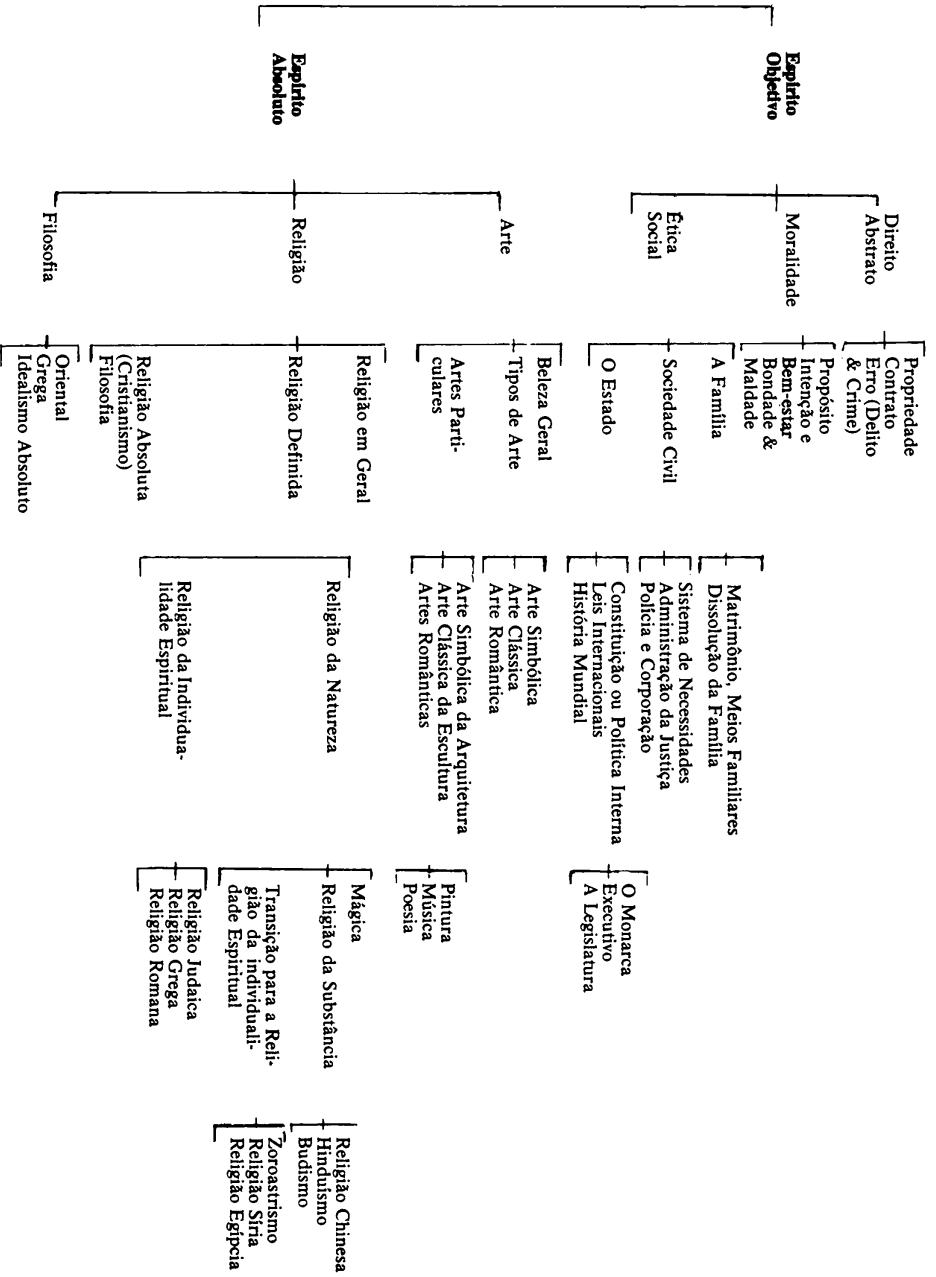 Espírito
Objetivo
Direito
Abstrato
Propriedade
Contrato
Erro (Delito
& Crime)
Moralidade
Propósito
Intenção e
Bem-estar
Bondade &
Maldade
Ética
Social
A Família
Matrimônio, Meios Familiares
Dissolução da Família
Sociedade Civil
Sistema de Necessidades
Administração da Justiça
Polícia e Corporação
O Estado
Constituição ou Política Interna
Leis Internacionais
História Mundial
O Monarca
Executivo
A Legislatura
Espírito
Absoluto
Arte
Beleza Geral
Tipos de Arte
Arte Simbólica
Arte Clássica
Arte Romântica
Artes Parti-
culares
Arte Simbólica da Arquitetura
Arte Clássica da Escultura
Artes Românticas
Pintura
Música
Poesia
Religião
Religião em Geral
Religião Definida
Religião da Natureza
Mágica
Religião da Substância
Religião Chinesa
Hinduísmo
Budismo
Transição para a Reli-
gião da individuali-
dade Espiritual
Zoroastrismo
Religião Síria
Religião Egípcia
Religião da Individua-
lidade Espiritual
Religião Judaica
Religião Grega
Religião Romana
Religião Absoluta
(Cristianismo)
Filosofia
Filosofia
Oriental
Grega
Idealismo Absoluto